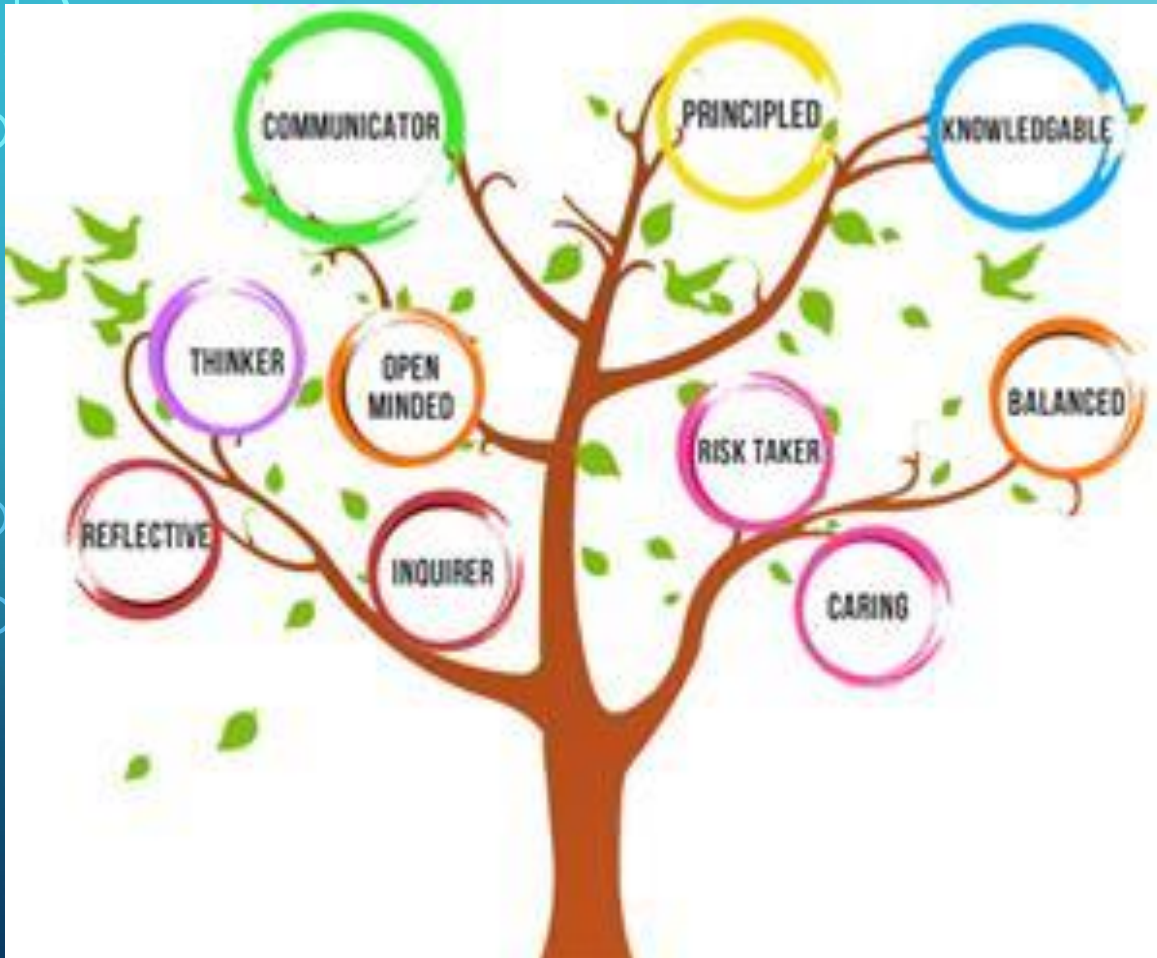 COMMUNICATOR
PRINCIPLED
KNOWLEDGABLE
THINKER
OPEN
MINDED
BALANCED
RISK TAKER
REFLECTIVE
INQUIRER
CARING